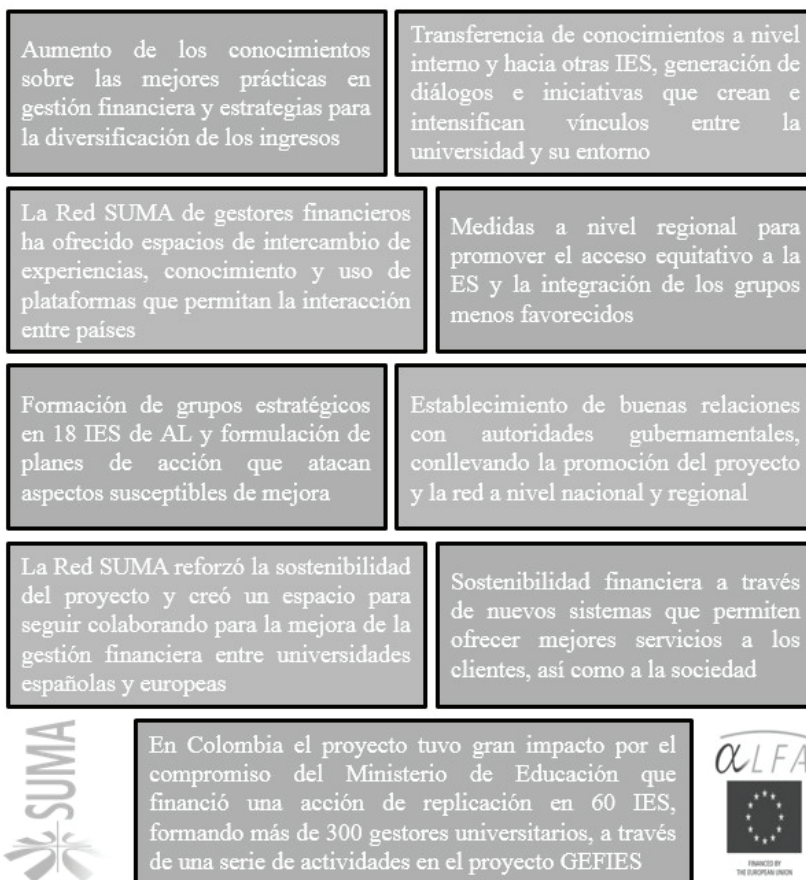 Aumento de los conocimientos
sobre las mejores prácticas en
gestión financiera y estrategias para
la diversificación de los ingresos
Transferencia de conocimientos a nivel
interno y hacia otras IES, generación de
diálogos e iniciativas que crean e
intensifican vínculos entre la
universidad y su entorno
La Red SUMA de gestores financieros
ha ofrecido espacios de intercambio de
experiencias, conocimiento y uso de
plataformas que permitan la interacción
entre países
Medidas a nivel regional para
promover el acceso equitativo a la
ES y la integración de los grupos
menos favorecidos
Formación de grupos estratégicos
en 18 IES de AL y formulación de
planes de acción que atacan
aspectos susceptibles de mejora
Establecimiento de buenas relaciones
con autoridades gubernamentales,
conllevando la promoción del proyecto
y la red a nivel nacional y regional
La Red SUMA reforzó la sostenibilidad
del proyecto y creó un espacio para
seguir colaborando para la mejora de la
gestión financiera entre universidades
españolas y europeas
Sostenibilidad financiera a través
de nuevos sistemas que permiten
ofrecer mejores servicios a los
clientes, así como a la sociedad
SUMA
En Colombia el proyecto tuvo gran impacto por el
compromiso del Ministerio de Educación que
financió una acción de replicación en 60 IES,
formando más de 300 gestores universitarios, a través
de una serie de actividades en el proyecto GEFIES
αLFA
FINANCED BY
THE EUROPEAN UNION